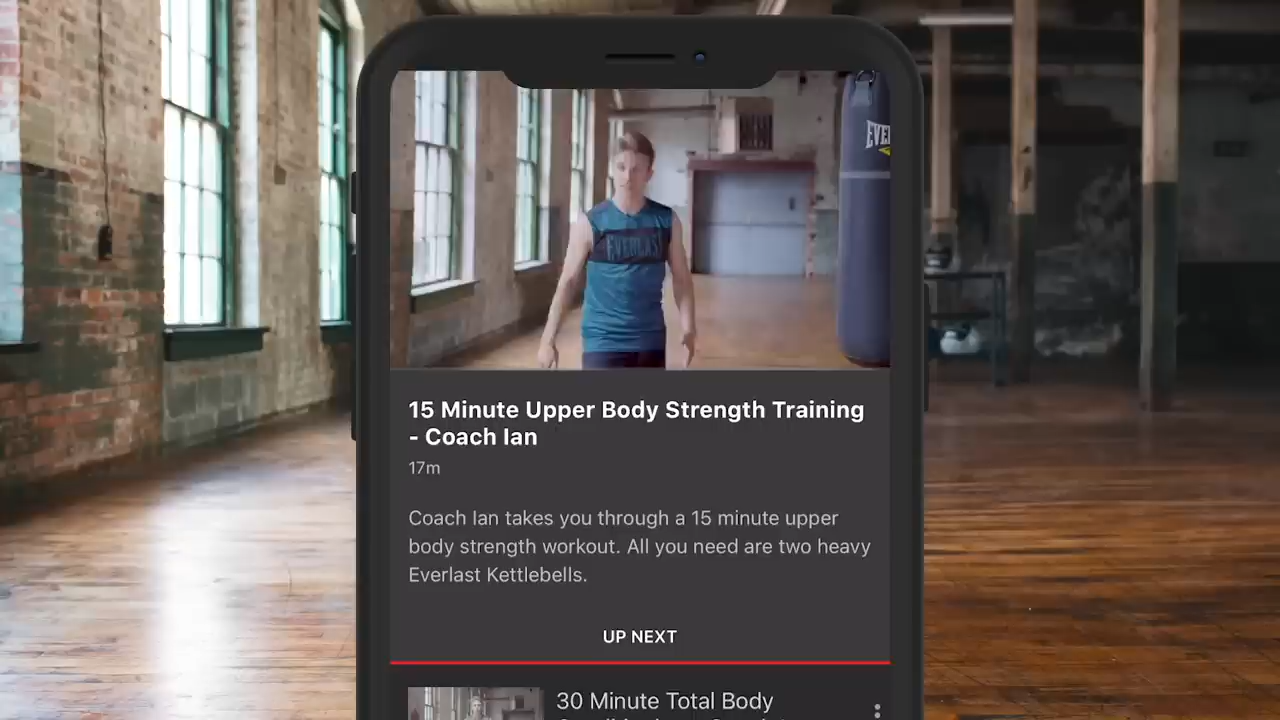 EVERLAST
15 Minute Upper Body Strength Training
- Coach Ian
17m
Coach Ian takes you through a 15 minute upper
body strength workout. All you need are two heavy
Everlast Kettlebells.
UP NEXT
30 Minute Total Body